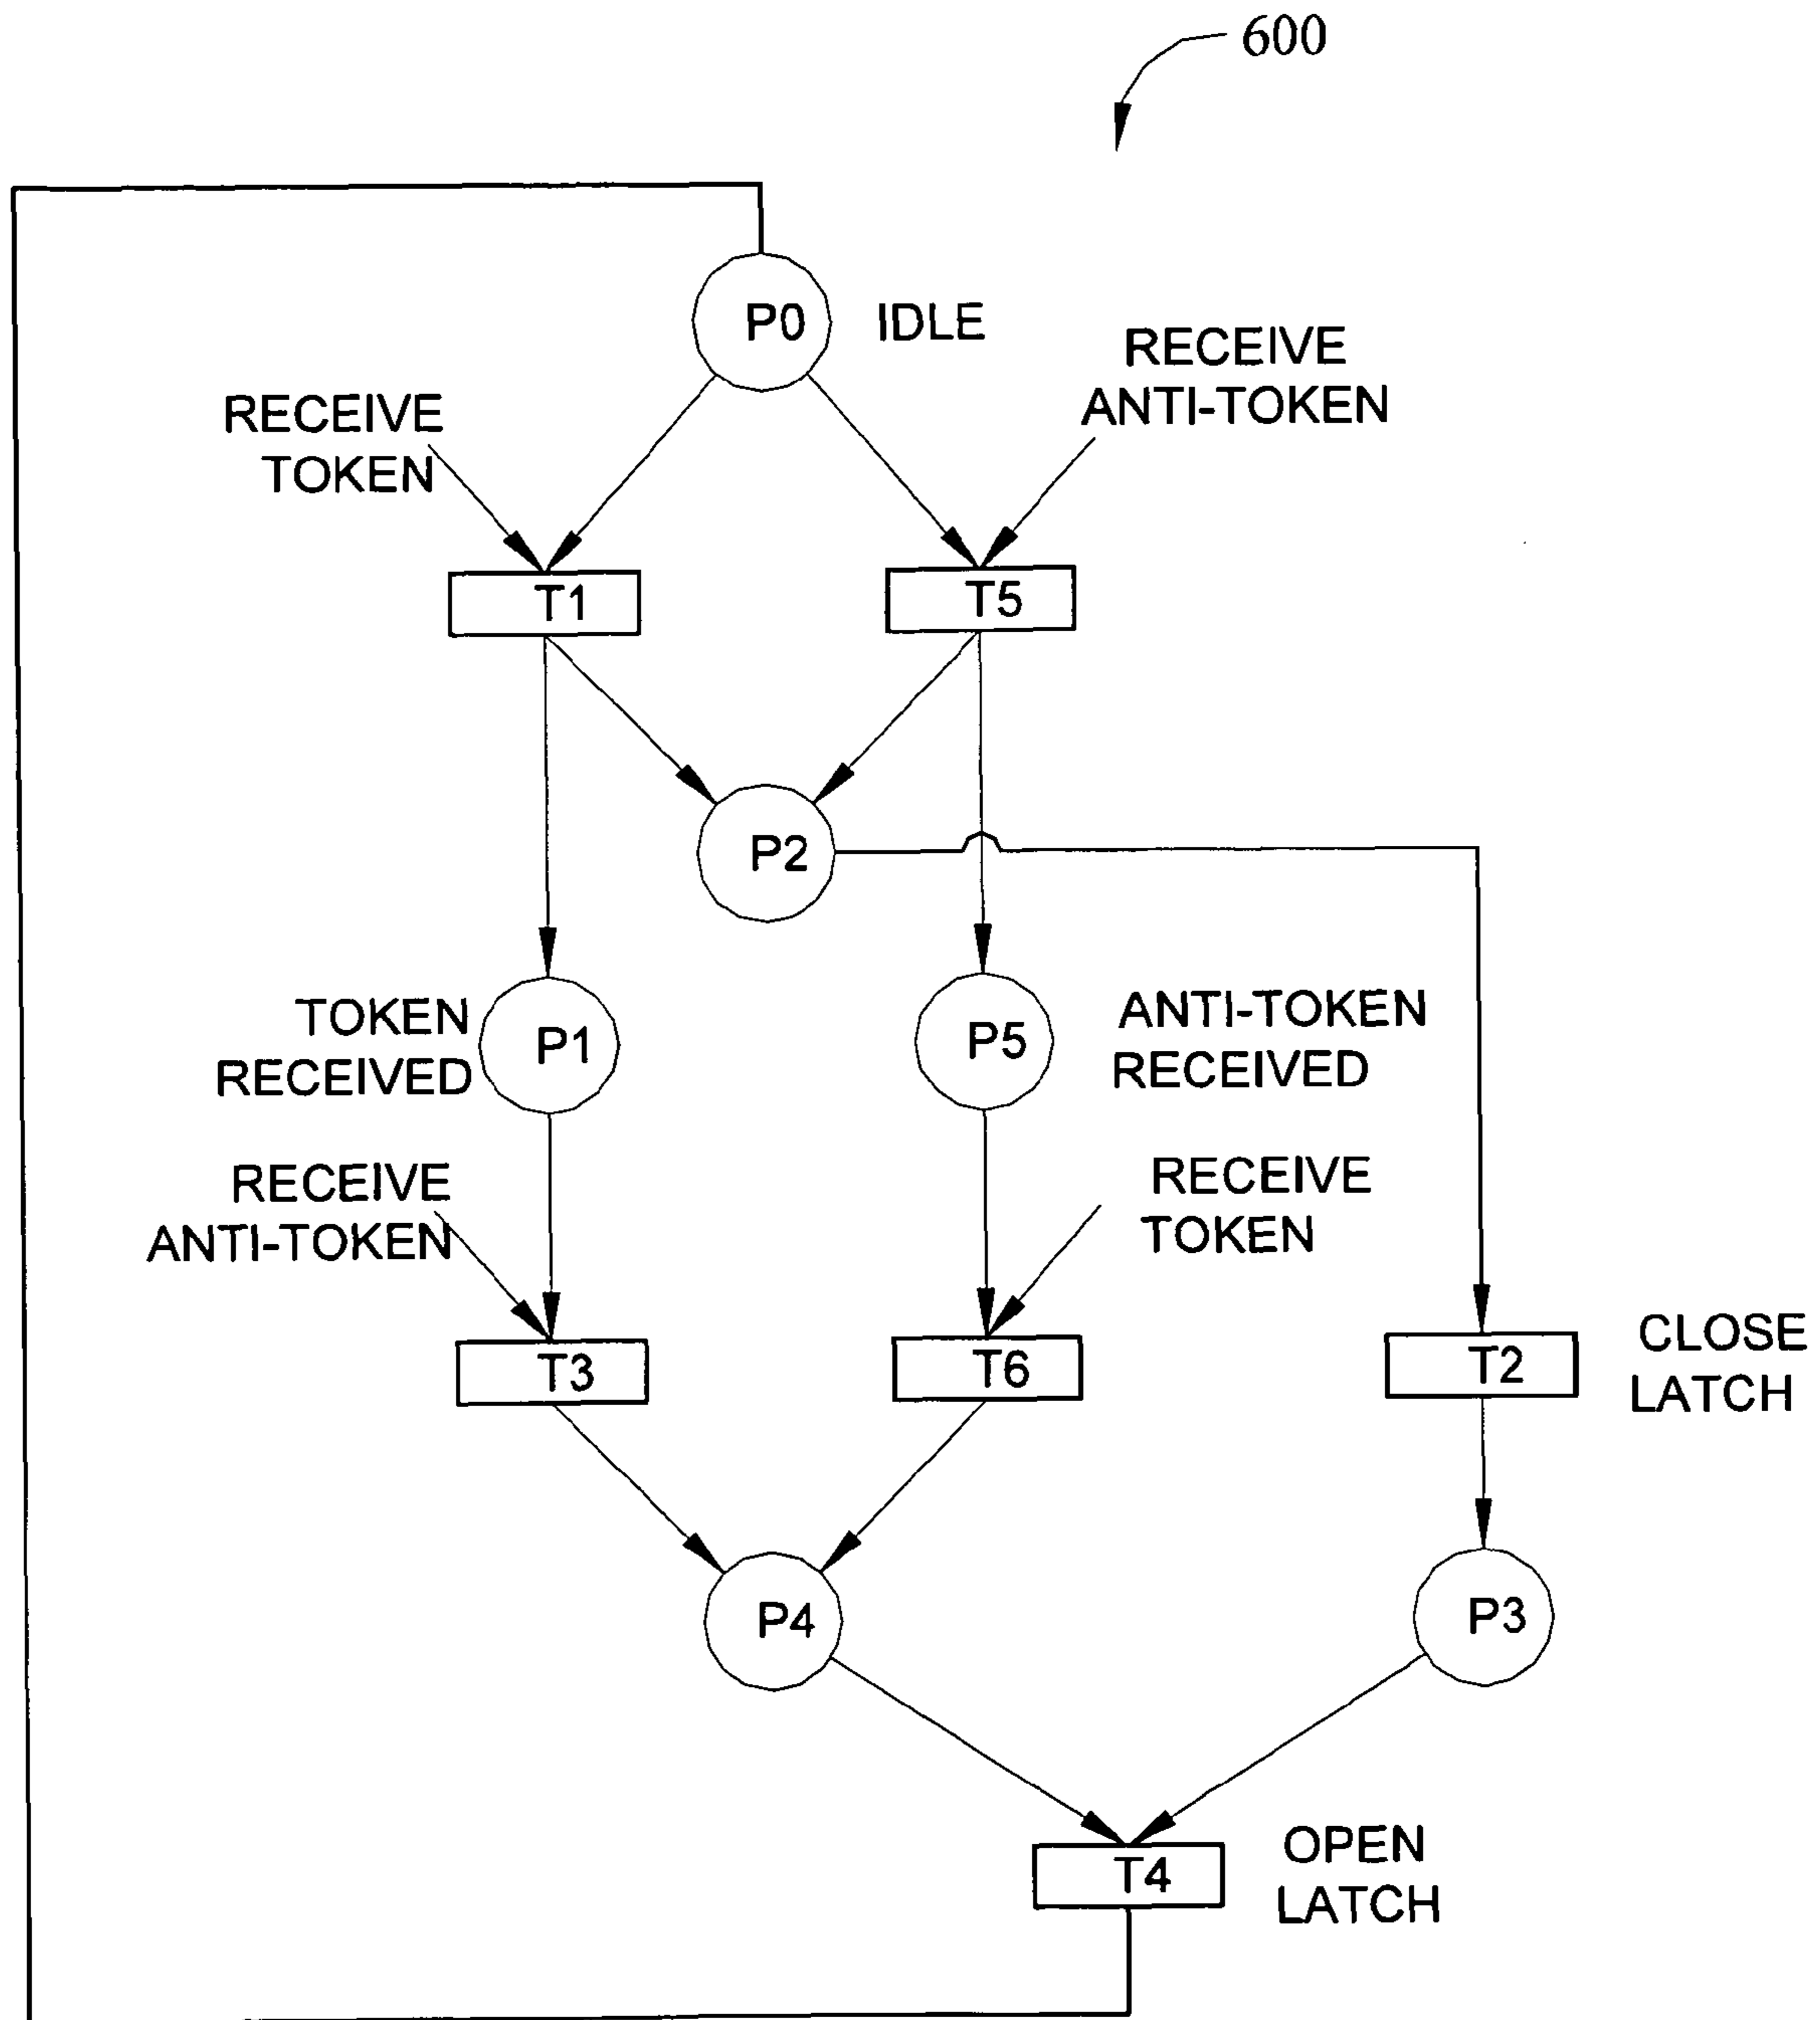 600
P0
IDLE
RECEIVE
ANTI-TOKEN
RECEIVE
TOKEN
T1
T5
P2
TOKEN
RECEIVED
P1
P5
ANTI-TOKEN
RECEIVED
RECEIVE
ANTI-TOKEN
RECEIVE
TOKEN
T3
T6
T2
CLOSE
LATCH
P4
P3
T4
OPEN
LATCH